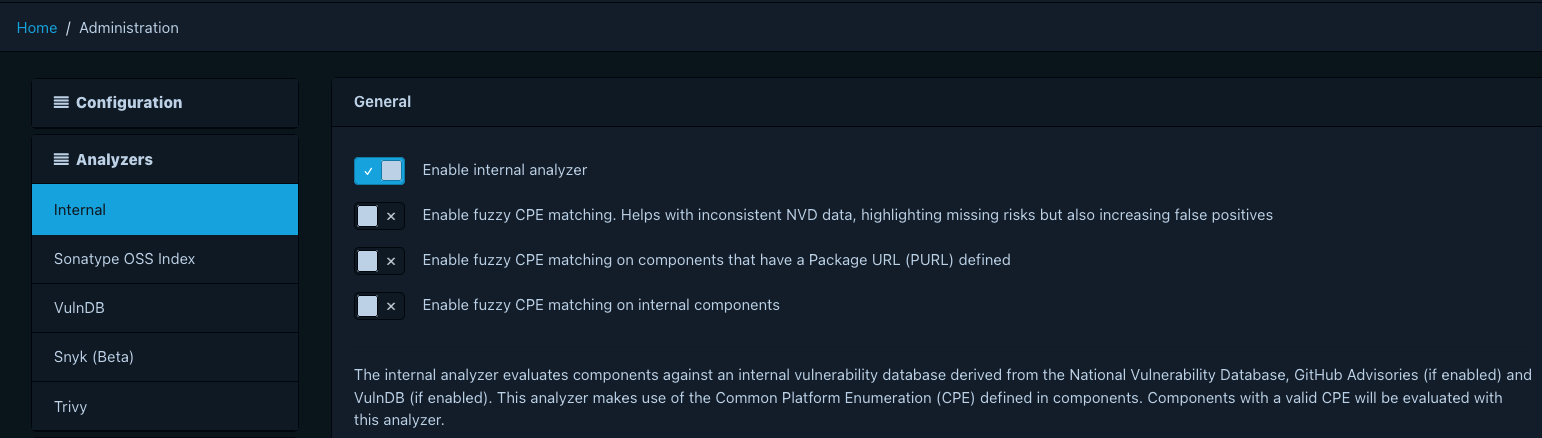 Home / Administration
Configuration
Analyzers
Internal
Sonatype OSS Index
VulnDB
Snyk (Beta)
Trivy
General
Enable internal analyzer
Enable fuzzy CPE matching. Helps with inconsistent NVD data, highlighting missing risks but also increasing false positives
Enable fuzzy CPE matching on components that have a Package URL (PURL) defined
Enable fuzzy CPE matching on internal components
The internal analyzer evaluates components against an internal vulnerability database derived from the National Vulnerability Database, GitHub Advisories (if enabled) and
VulnDB (if enabled). This analyzer makes use of the Common Platform Enumeration (CPE) defined in components. Components with a valid CPE will be evaluated with
this analyzer.